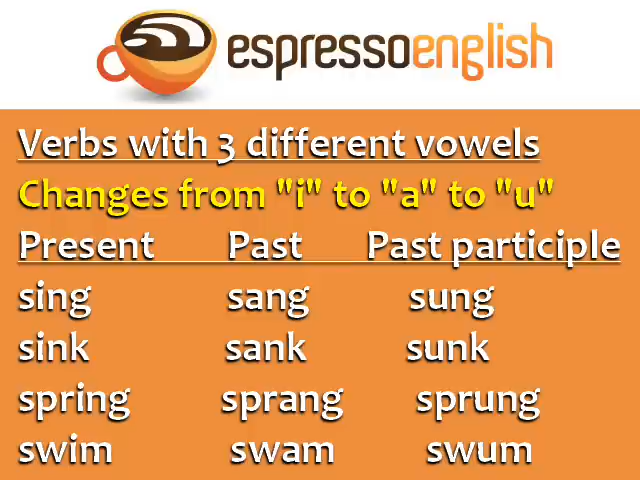 espressoenglish
Verbs with 3 different vowels
Changes from "i" to "a" to "u"
Present Past Past participle
sing sang sung
sink sank sunk
spring sprang sprung
swim swam swum